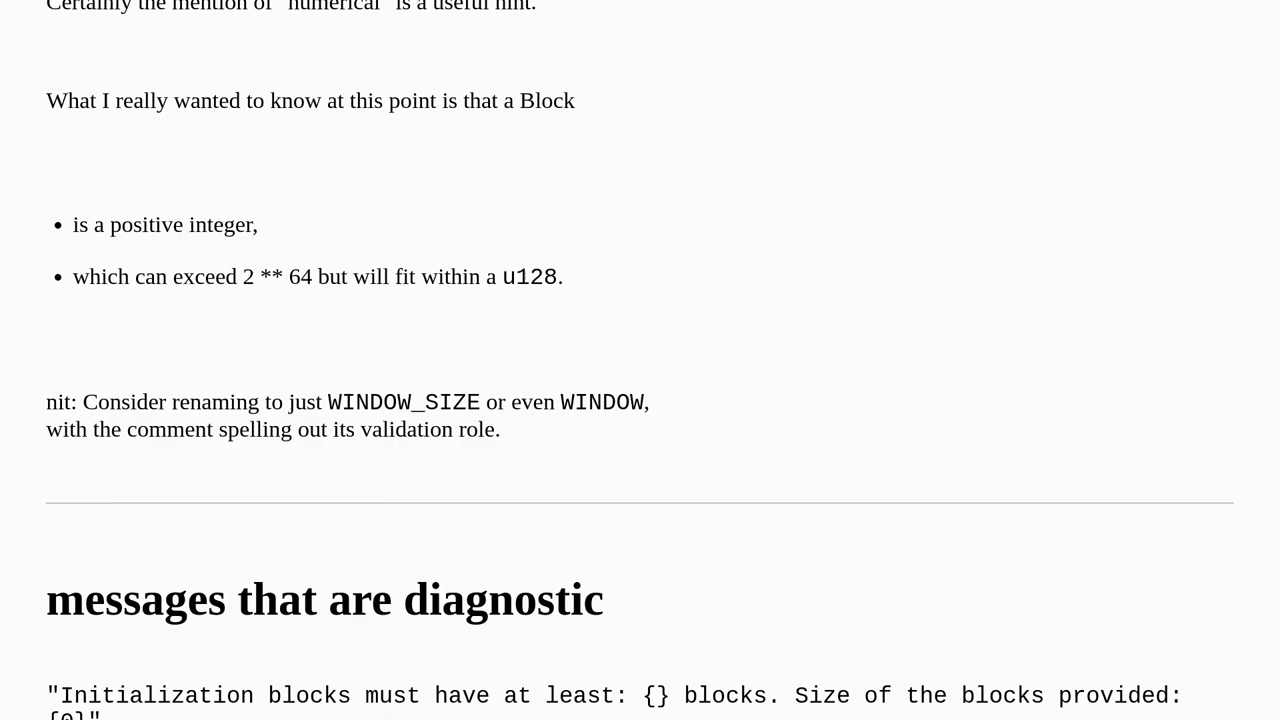 Certainly the mention of "numerical" is a useful hint.
What I really wanted to know at this point is that a Block
• is a positive integer,
• which can exceed 2 ** 64 but will fit within a u128.
nit: Consider renaming to just WINDOW_SIZE or even WINDOW,
with the comment spelling out its validation role.
messages that are diagnostic
"Initialization blocks must have at least: {} blocks. Size of the blocks provided:
{0}"